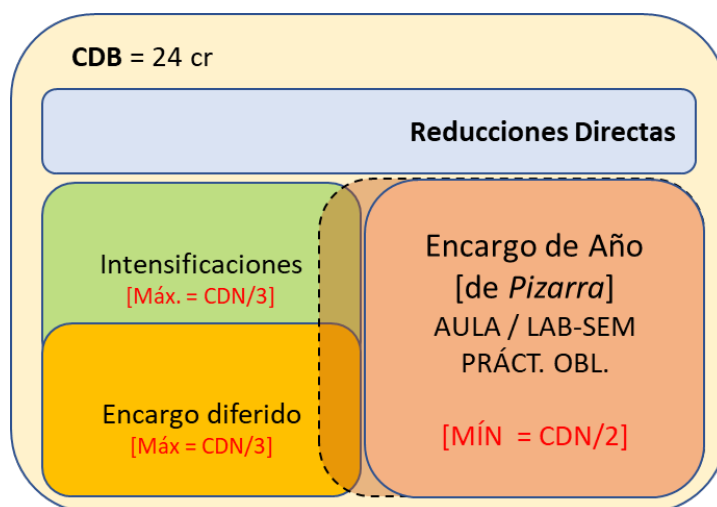 CDB = 24 cr
Reducciones Directas
Intensificaciones
[Máx. = CDN/3]
Encargo diferido
[Máx = CDN/3]
Encargo de Año
[de Pizarra]
AULA / LAB-SEM
PRÁCT. OBL.
[MÍN = CDN/2]